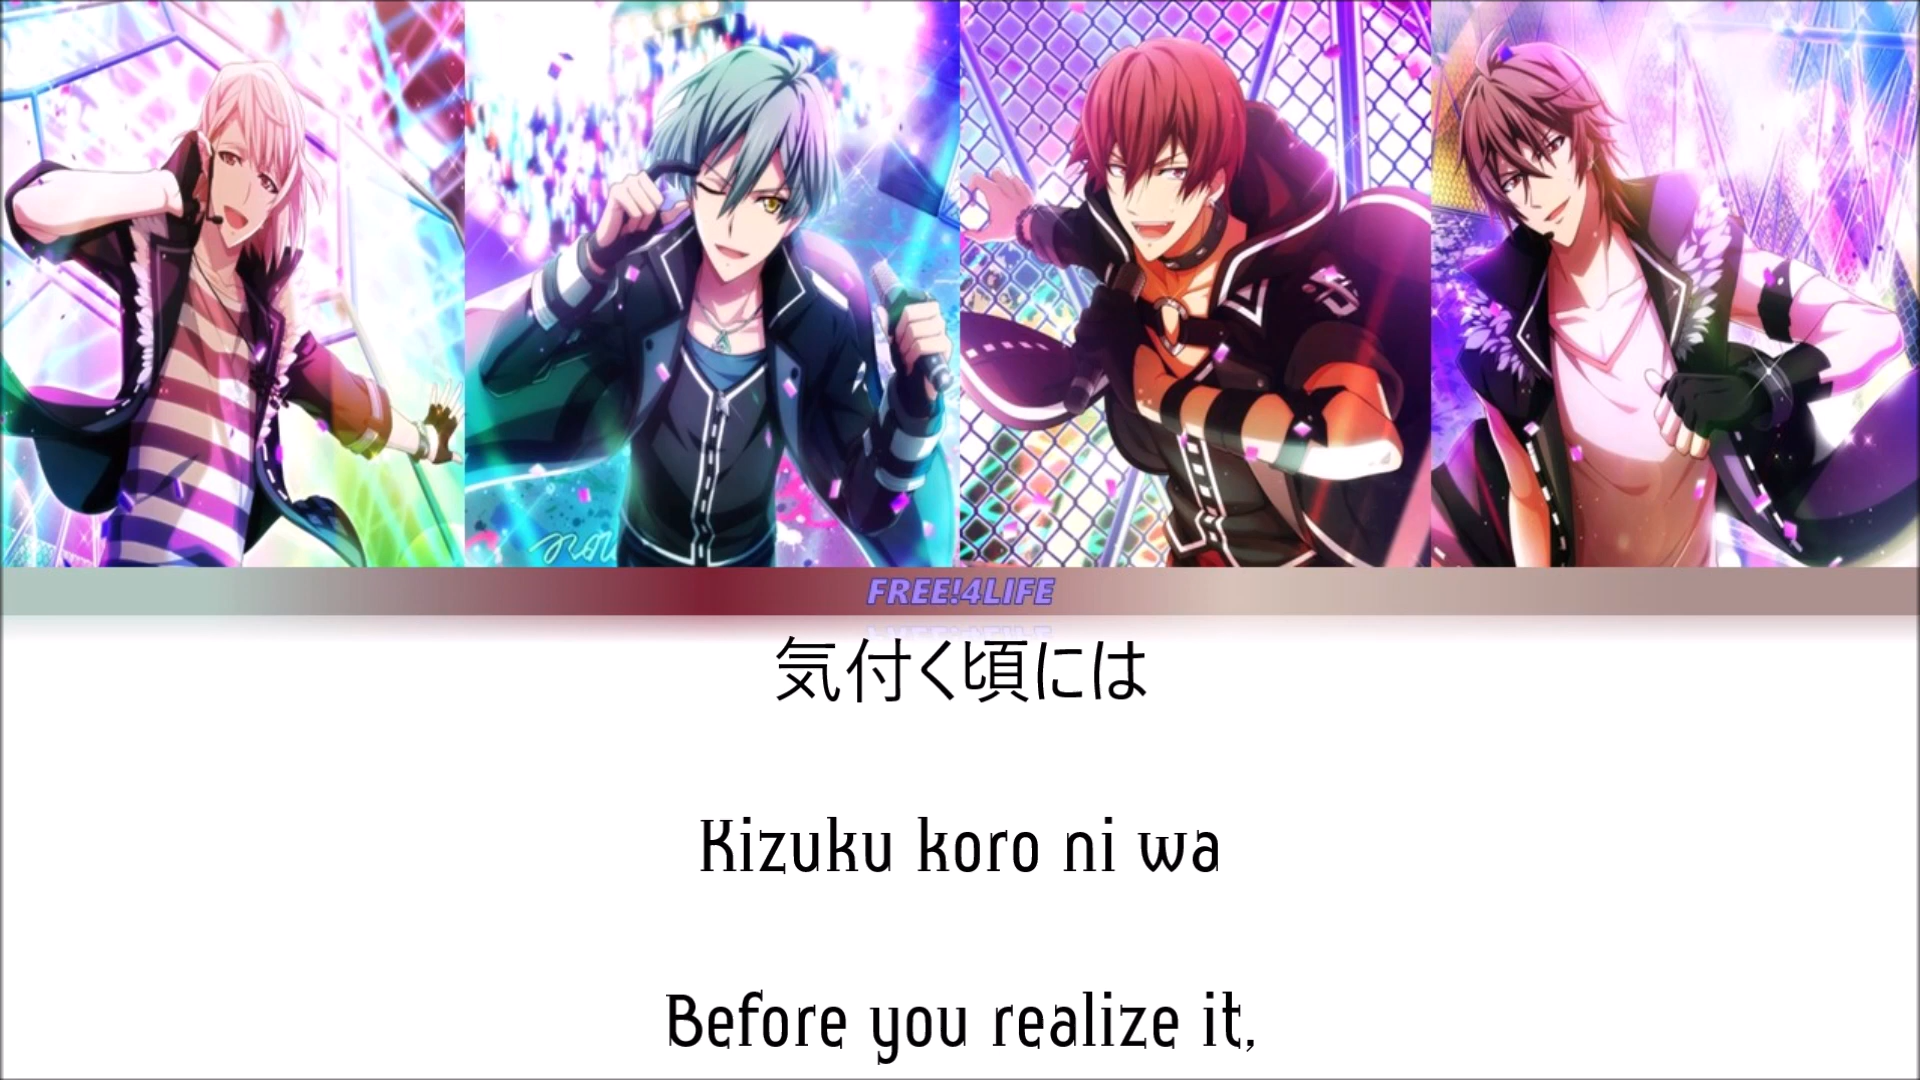 FREE!4LIFE
気付く頃には
Kizuku koro ni wa
Before you realize it,